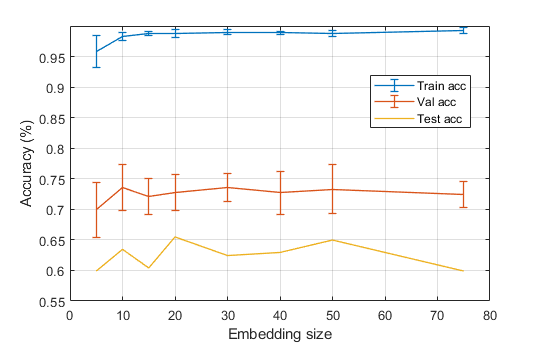 0.95
0.9
0.85
0.8
0.75
0.7
0.65
0.6
0.55
Accuracy (%)
Train acc
Val acc
Test acc
0 10 20 30 40 50 60 70 80
Embedding size